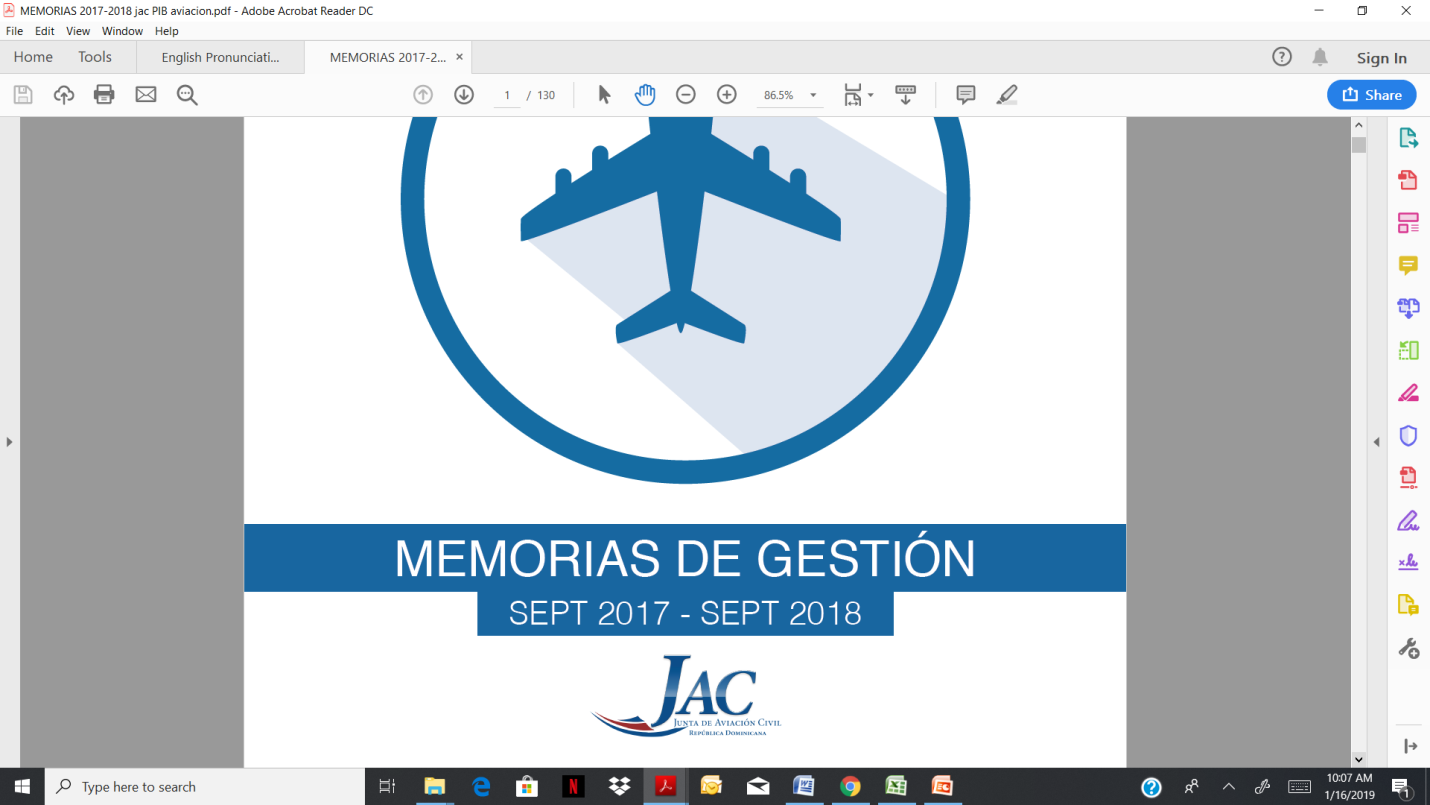 MEMORIAS 2017-2018 jac PIB aviacion.pdf - Adobe Acrobat Reader DC
File Edit View Window Help
Home Tools English Pronunciati... MEMORIAS 2017-2... × Sign In
1 / 130 86.5% Share
MEMORIAS DE GESTIÓN
SEPT 2017 - SEPT 2018
JAC
JUNTA DE AVIACIÓN CIVIL
REPÚBLICA DOMINICANA
Type here to search
10:07 AM
1/16/2019
1